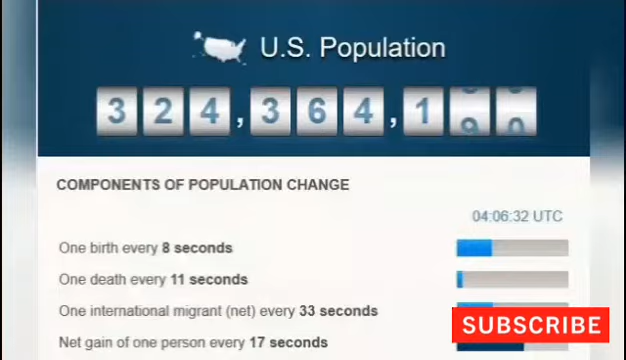 U.S. Population
324,364,1
COMPONENTS OF POPULATION CHANGE
04:06:32 UTC
One birth every 8 seconds
One death every 11 seconds
One international migrant (net) every 33 seconds
SUBSCRIBE
Net gain of one person every 17 seconds